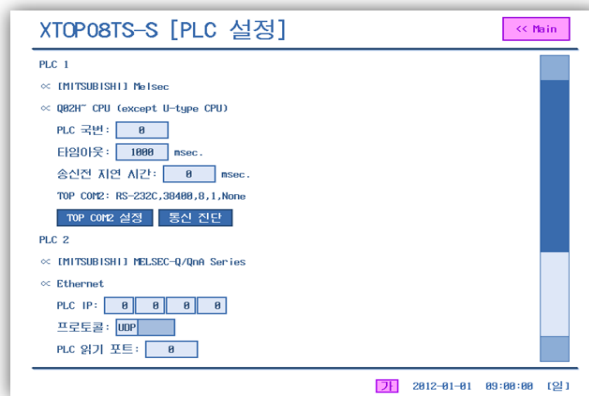 XTOP08TS-S [PLC 설정]
<< Main
PLC 1
<< [MITSUBISHI] Melsec
<< Q02H~ CPU (except U-type CPU)
PLC 국번: 0
타임아웃: 1000 msec.
송신전 지연 시간: 0 msec.
TOP COM2: RS-232C,38400,8,1,None
TOP COM2 설정 통신 진단
PLC 2
<< [MITSUBISHI] MELSEC-Q/QnA Series
<< Ethernet
PLC IP: 0 0 0 0
프로토콜: UDP
PLC 읽기 포트: 0
가 2012-01-01 09:00:00 [일]